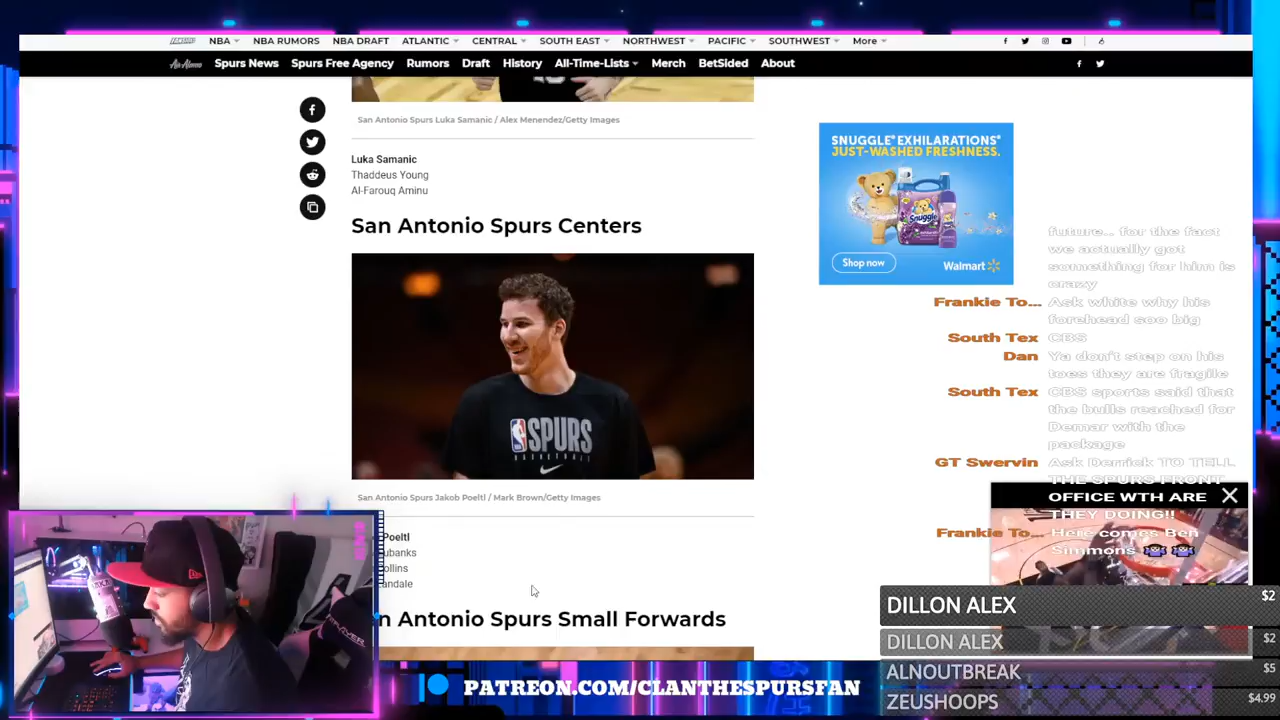 NBA
NBA RUMORS
NBA DRAFT
ATLANTIC
CENTRAL
SOUTH EAST
NORTHWEST
PACIFIC
SOUTHWEST
More
Spurs News
Spurs Free Agency
Rumors
Draft
History
All-Time-Lists
Merch
BetSided
About
San Antonio Spurs Luka Samanic / Alex Menendez/Getty Images
Luka Samanic
Thaddeus Young
Al-Farouq Aminu
San Antonio Spurs Centers
SPURS
BASKETBALL
San Antonio Spurs Jakob Poeltl / Mark Brown/Getty Images
Poeltl
ubanks
ollins
andale
n Antonio Spurs Small Forwards
SNUGGLE® EXHILARATIONS®
JUST-WASHED FRESHNESS.
Snuggle
Shop now
Walmart
future... for the fact
we actually got
something for him is
crazy
Frankie To... Ask white why his
forehead soo big
South Tex CBS
Dan Ya don't step on his
toes they are fragile
South Tex CBS sports said that
the bulls reached for
Demar with the
package
GT Swervin Ask Derrick TO TELL
THE SPURS FRONT
OFFICE WTH ARE
THEY DOING!!
Frankie To... Here comes Ben
Simmons
DILLON ALEX $2
DILLON ALEX $2
ALNOUTBREAK $5
ZEUSHOOPS $4.99
PATREON.COM/CLANTHESPURSFAN